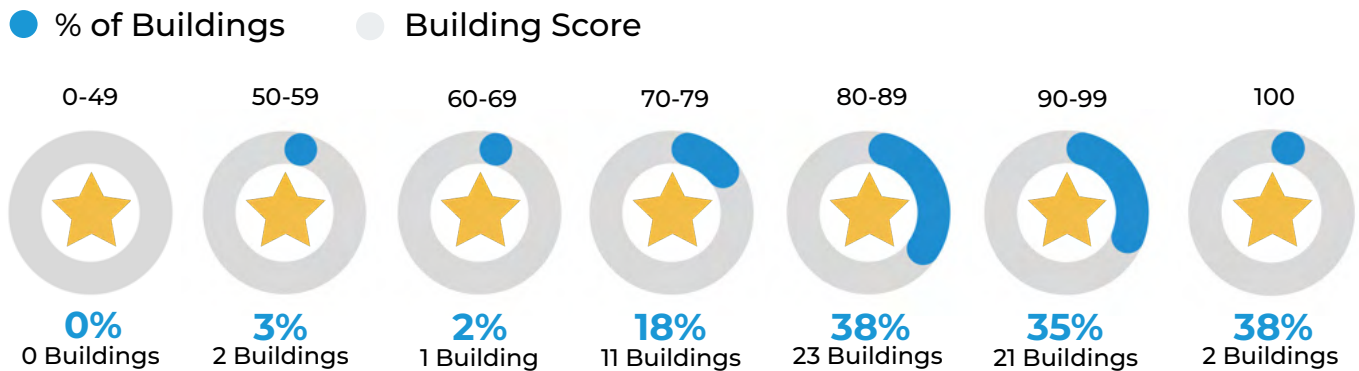 % of Buildings
Building Score
0-49
50-59
60-69
70-79
80-89
90-99
100
0%
3%
2%
18%
38%
35%
38%
0 Buildings
2 Buildings
1 Building
11 Buildings
23 Buildings
21 Buildings
2 Buildings